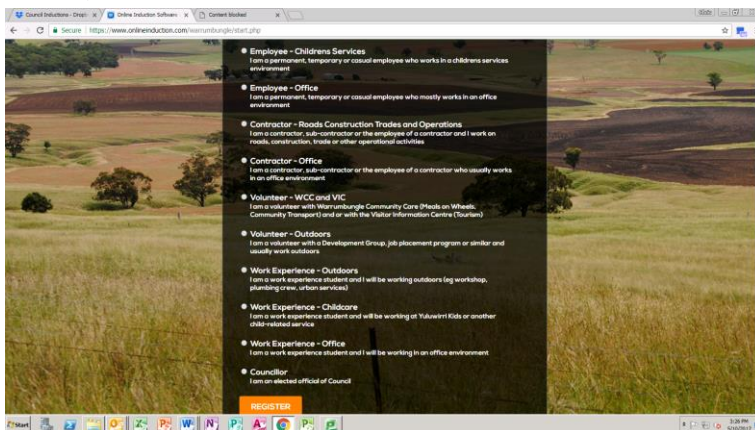 Council Inductions - Drop
Online Induction Software
Content blocked
Secure
https://www.onlineinduction.com/warrumbungle/start.php
Employee - Childrens Services
I am a permanent, temporary or casual employee who works in a childrens services
environment
Employee - Office
I am a permanent, temporary or casual employee who mostly works in an office
environment
Contractor - Roads Construction Trades and Operations
I am a contractor, sub-contractor or the employee of a contractor and I work on
roads, construction, trade or other operational activities
Contractor - Office
I am a contractor, sub-contractor or the employee of a contractor who usually works
in an office environment
Volunteer - WCC and VIC
I am a volunteer with Warrumbungle Community Care (Meals on Wheels,
Community Transport) and or with the Visitor Information Centre (Tourism)
Volunteer - Outdoors
I am a volunteer with a Development Group, job placement program or similar and
usually work outdoors
Work Experience - Outdoors
I am a work experience student and I will be working outdoors (eg workshop,
plumbing crew, urban services)
Work Experience - Childcare
I am a work experience student and will be working at Yuluwirri Kids or another
child-related service
Work Experience - Office
I am a work experience student and I will be working in an office environment
Councillor
I am an elected official of Council
REGISTER
Start
3:26 PM